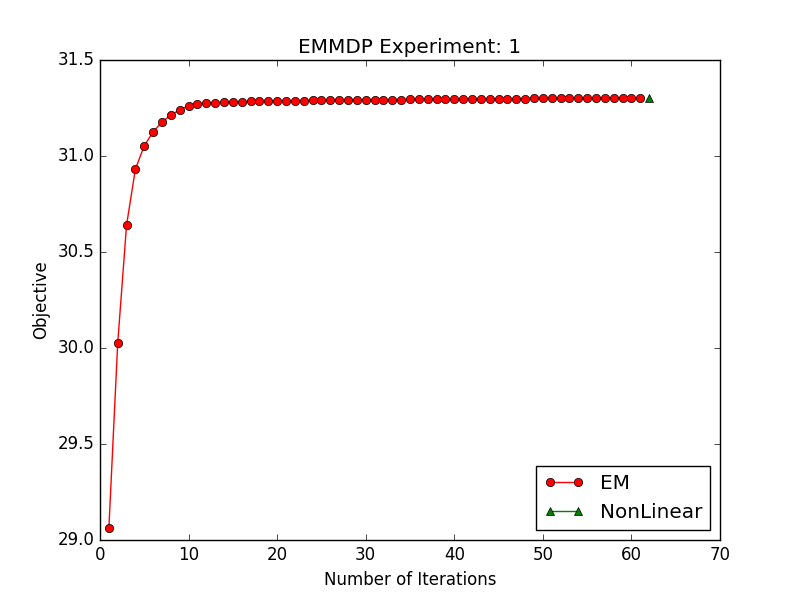 EMMDP Experiment: 1
31.5
31.0
30.5
30.0
29.5
29.0
Objective
0 10 20 30 40 50 60 70
Number of Iterations
EM
NonLinear